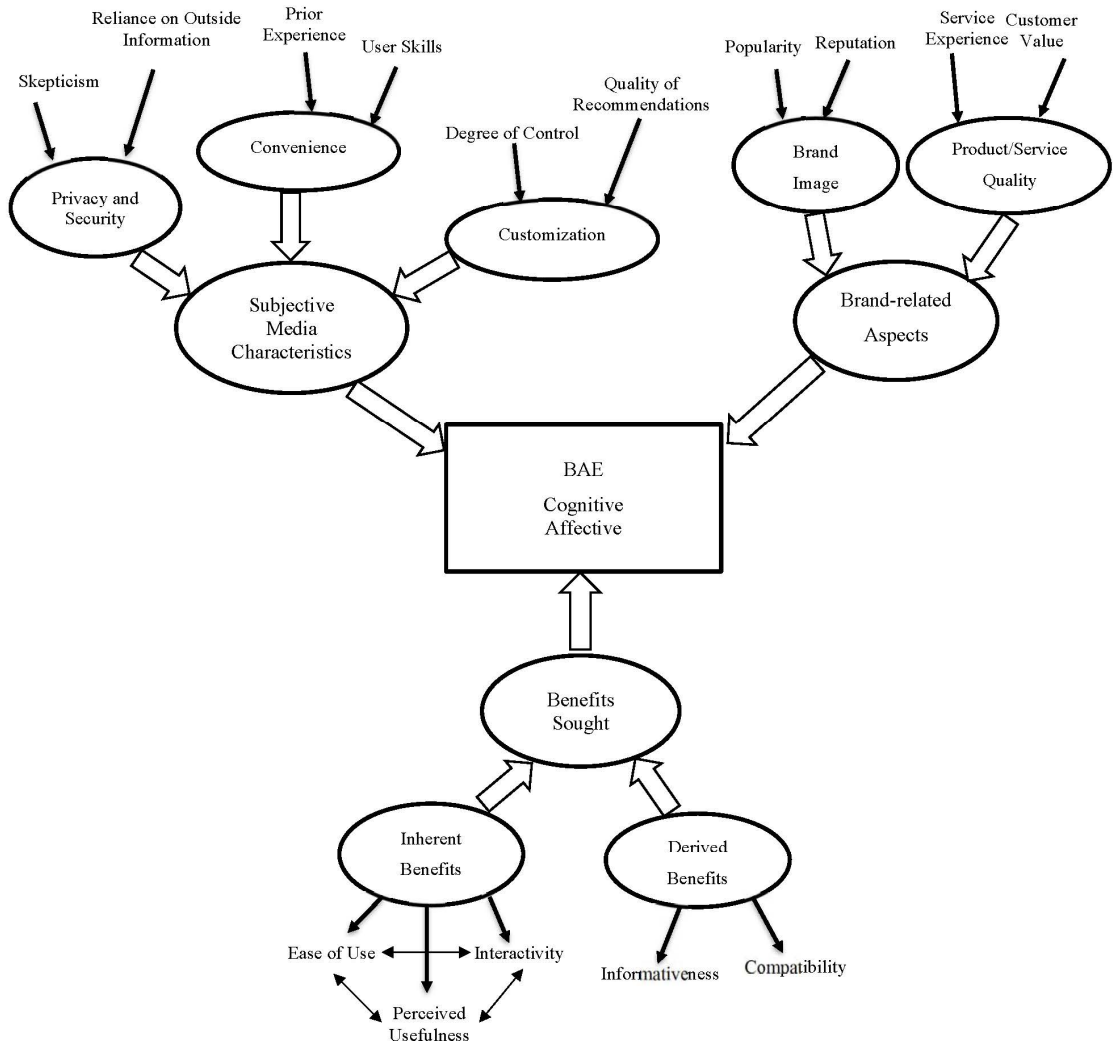 Reliance on Outside
Information
Prior
Experience
User Skills
Skepticism
Quality of
Recommendations
Degree of Control
Convenience
Privacy and
Security
Customization
Subjective
Media
Characteristics
Popularity
Reputation
Service
Experience
Customer
Value
Brand
Image
Product/Service
Quality
Brand-related
Aspects
BAE
Cognitive
Affective
Benefits
Sought
Inherent
Benefits
Derived
Benefits
Ease of Use
Interactivity
Perceived
Usefulness
Informativeness
Compatibility